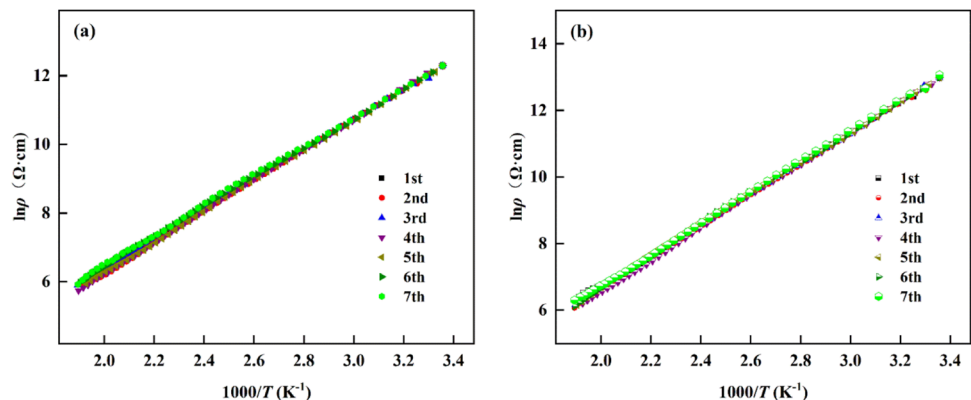 (a)
12
10
8
6
lnρ（Ω·cm）
1st
2nd
3rd
4th
5th
6th
7th
2.0 2.2 2.4 2.6 2.8 3.0 3.2 3.4
1000/T (K⁻¹)
(b)
14
12
10
8
6
lnρ（Ω·cm）
1st
2nd
3rd
4th
5th
6th
7th
2.0 2.2 2.4 2.6 2.8 3.0 3.2 3.4
1000/T (K⁻¹)